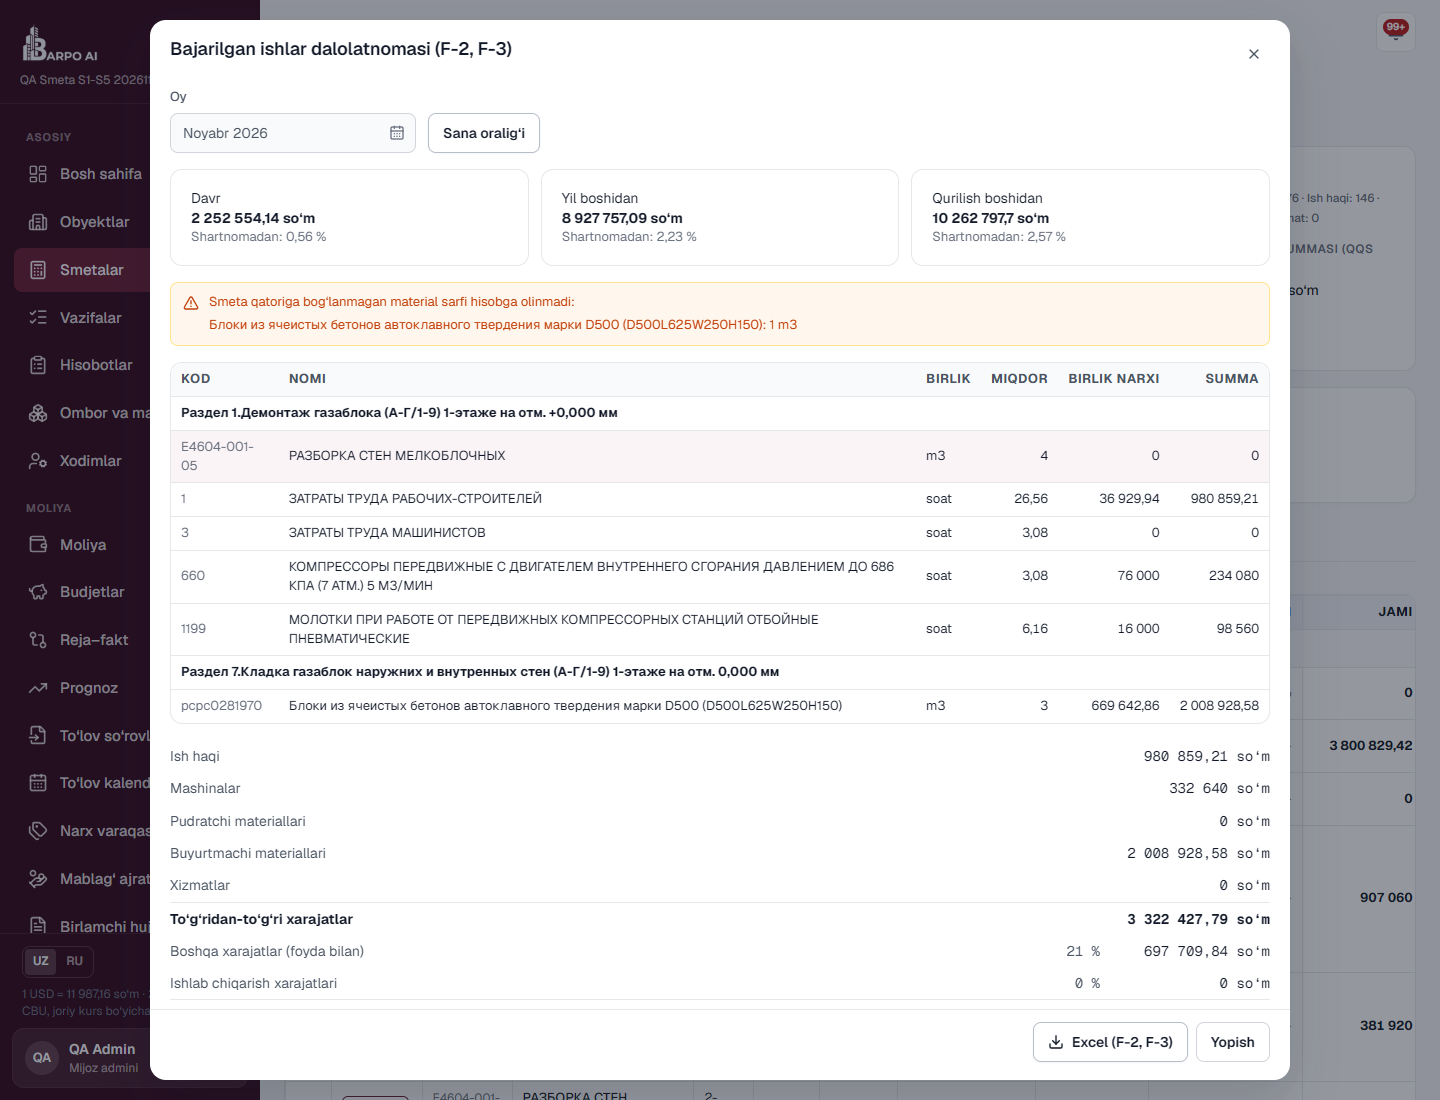 BARPO AI
QA Smeta S1-S5 202611
ASOSIY
Bosh sahifa
Obyektlar
Smetalar
Vazifalar
Hisobotlar
Ombor va ma
Xodimlar
MOLIYA
Moliya
Budjetlar
Reja–fakt
Prognoz
To‘lov so‘rovl
To‘lov kalend
Narx varaqas
Mablag‘ ajrat
Birlamchi huj
UZ RU
1 USD = 11 987,16 so‘m ·
CBU, joriy kurs bo‘yicha
QA
QA Admin
Mijoz admini
Bajarilgan ishlar dalolatnomasi (F-2, F-3)
Oy
Noyabr 2026
Sana oralig‘i
Davr
2 252 554,14 so‘m
Shartnomadan: 0,56 %
Yil boshidan
8 927 757,09 so‘m
Shartnomadan: 2,23 %
Qurilish boshidan
10 262 797,7 so‘m
Shartnomadan: 2,57 %
Smeta qatoriga bog‘lanmagan material sarfi hisobga olinmadi:
Блоки из ячеистых бетонов автоклавного твердения марки D500 (D500L625W250H150): 1 m3
KOD NOMI BIRLIK MIQDOR BIRLIK NARXI SUMMA
Раздел 1.Демонтаж газаблока (А-Г/1-9) 1-этаже на отм. +0,000 мм
E4604-001-05 РАЗБОРКА СТЕН МЕЛКОБЛОЧНЫХ m3 4 0 0
1 ЗАТРАТЫ ТРУДА РАБОЧИХ-СТРОИТЕЛЕЙ soat 26,56 36 929,94 980 859,21
3 ЗАТРАТЫ ТРУДА МАШИНИСТОВ soat 3,08 0 0
660 КОМПРЕССОРЫ ПЕРЕДВИЖНЫЕ С ДВИГАТЕЛЕМ ВНУТРЕННЕГО СГОРАНИЯ ДАВЛЕНИЕМ ДО 686 КПА (7 АТМ.) 5 М3/МИН soat 3,08 76 000 234 080
1199 МОЛОТКИ ПРИ РАБОТЕ ОТ ПЕРЕДВИЖНЫХ КОМПРЕССОРНЫХ СТАНЦИЙ ОТБОЙНЫЕ ПНЕВМАТИЧЕСКИЕ soat 6,16 16 000 98 560
Раздел 7.Кладка газаблок наружних и внутренных стен (А-Г/1-9) 1-этаже на отм. 0,000 мм
pcpc0281970 Блоки из ячеистых бетонов автоклавного твердения марки D500 (D500L625W250H150) m3 3 669 642,86 2 008 928,58
Ish haqi 980 859,21 so‘m
Mashinalar 332 640 so‘m
Pudratchi materiallari 0 so‘m
Buyurtmachi materiallari 2 008 928,58 so‘m
Xizmatlar 0 so‘m
To‘g‘ridan-to‘g‘ri xarajatlar 3 322 427,79 so‘m
Boshqa xarajatlar (foyda bilan) 21 % 697 709,84 so‘m
Ishlab chiqarish xarajatlari 0 % 0 so‘m
Excel (F-2, F-3)
Yopish
99+
76 · Ish haqi: 146 ·
nat: 0
UMMASI (QQS
so‘m
JAMI
0
3 800 829,42
0
907 060
381 920
E4604-001- РАЗБОРКА СТЕН 2-